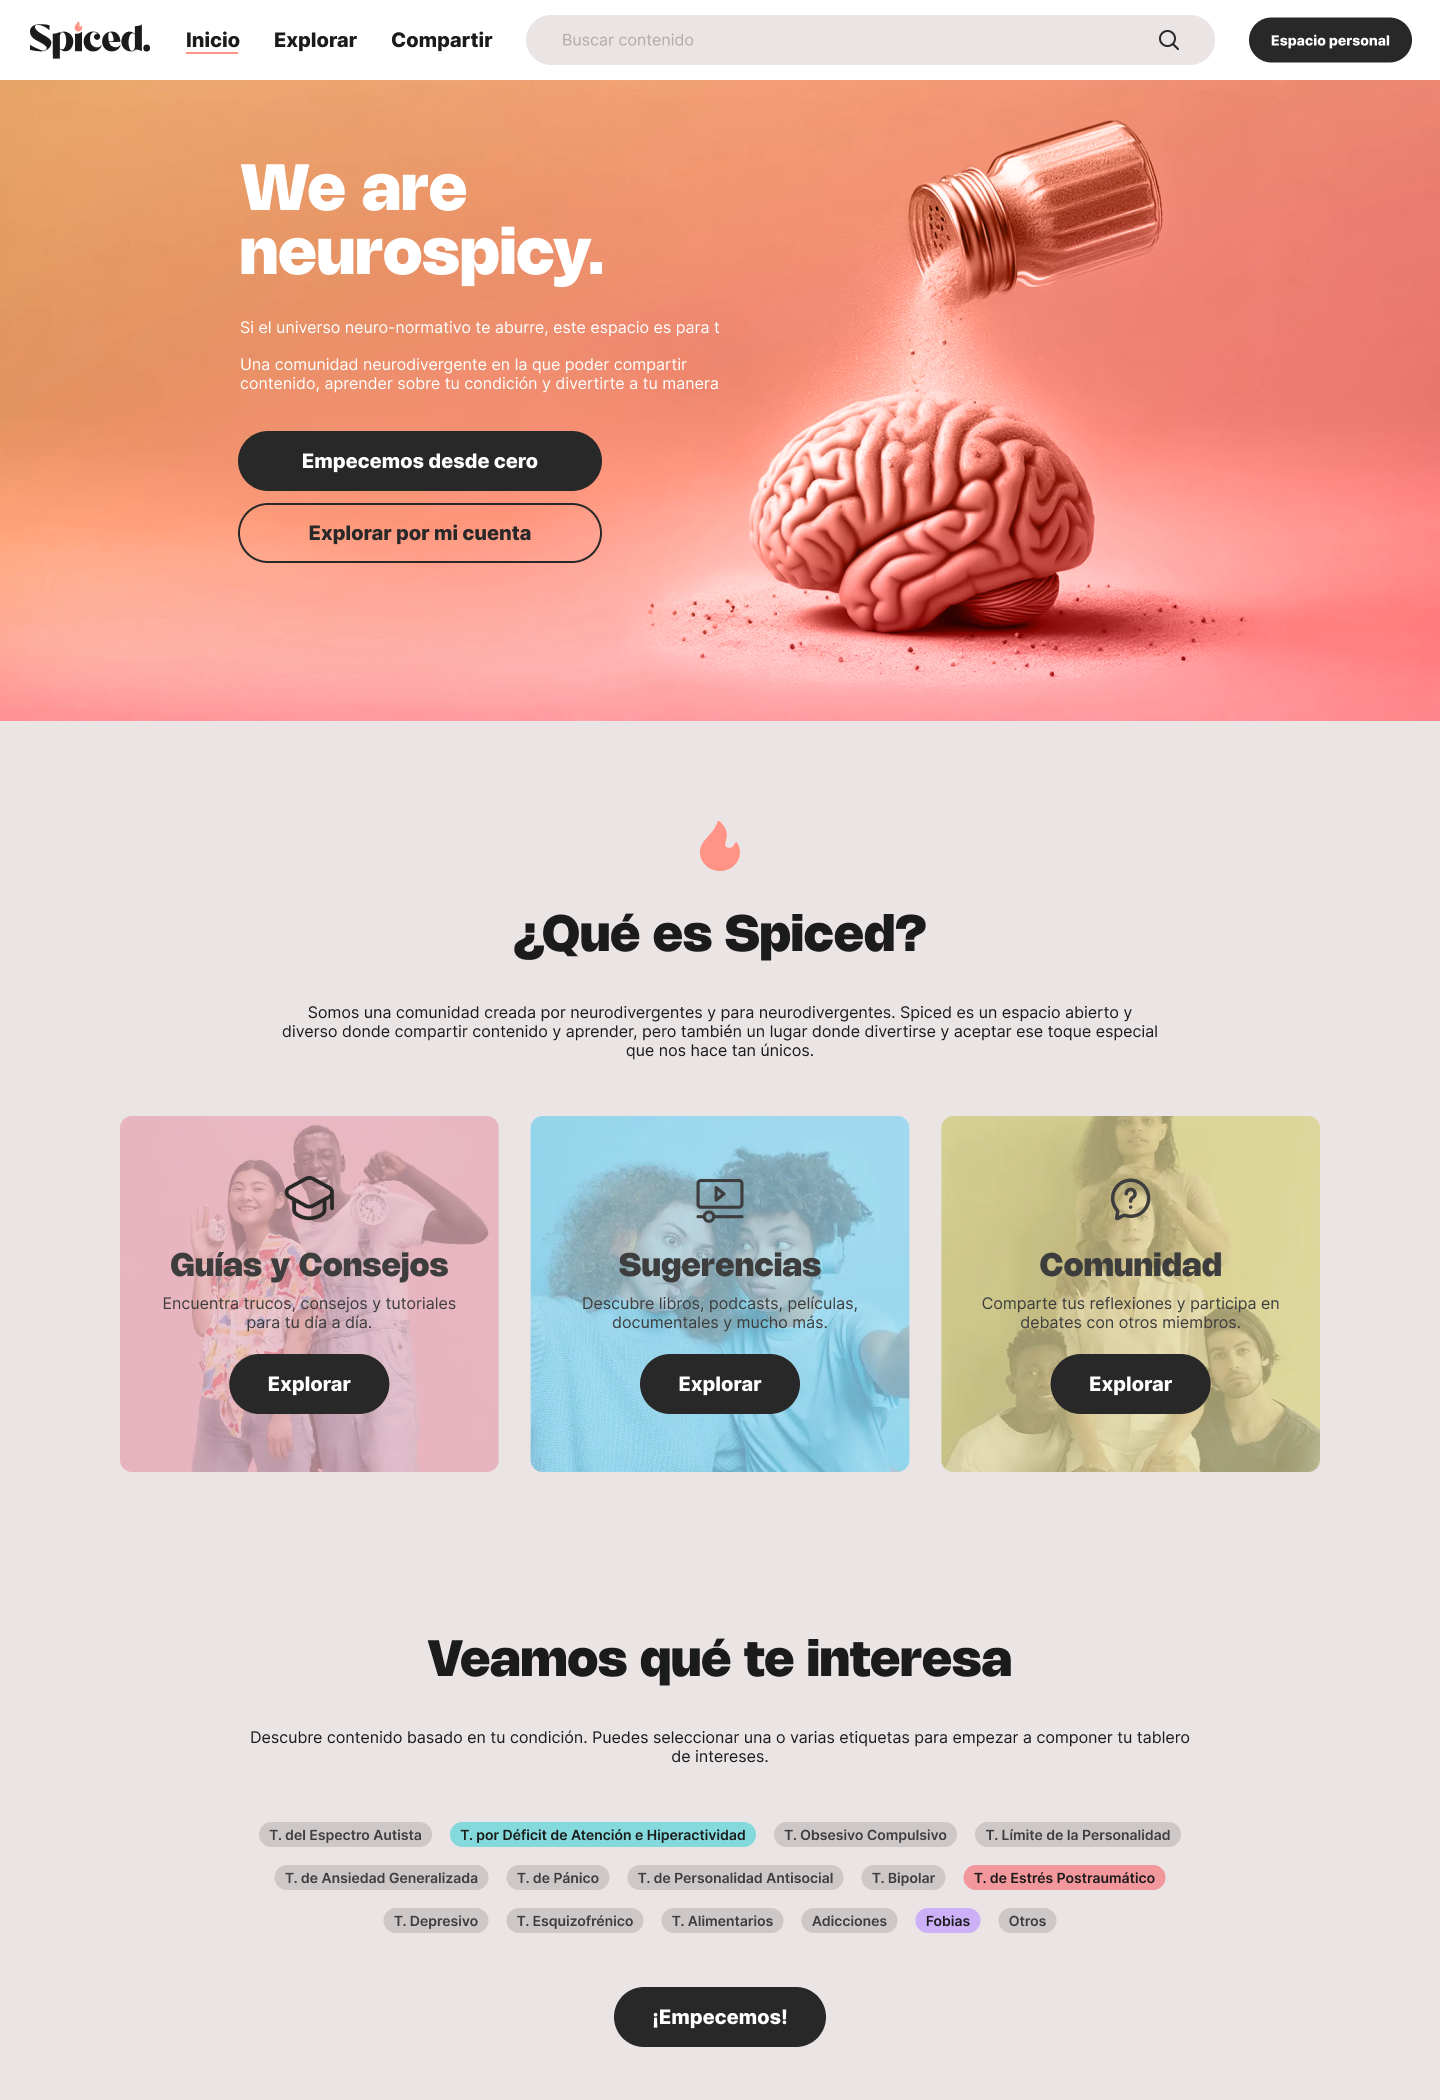 Spiced.
Inicio
Explorar
Compartir
Buscar contenido
Espacio personal
We are
neurospicy.
Si el universo neuro-normativo te aburre, este espacio es para t
Una comunidad neurodivergente en la que poder compartir
contenido, aprender sobre tu condición y divertirte a tu manera
Empecemos desde cero
Explorar por mi cuenta
¿Qué es Spiced?
Somos una comunidad creada por neurodivergentes y para neurodivergentes. Spiced es un espacio abierto y
diverso donde compartir contenido y aprender, pero también un lugar donde divertirse y aceptar ese toque especial
que nos hace tan únicos.
Guías y Consejos
Encuentra trucos, consejos y tutoriales
para tu día a día.
Explorar
Sugerencias
Descubre libros, podcasts, películas,
documentales y mucho más.
Explorar
Comunidad
Comparte tus reflexiones y participa en
debates con otros miembros.
Explorar
Veamos qué te interesa
Descubre contenido basado en tu condición. Puedes seleccionar una o varias etiquetas para empezar a componer tu tablero
de intereses.
T. del Espectro Autista
T. por Déficit de Atención e Hiperactividad
T. Obsesivo Compulsivo
T. Límite de la Personalidad
T. de Ansiedad Generalizada
T. de Pánico
T. de Personalidad Antisocial
T. Bipolar
T. de Estrés Postraumático
T. Depresivo
T. Esquizofrénico
T. Alimentarios
Adicciones
Fobias
Otros
¡Empecemos!